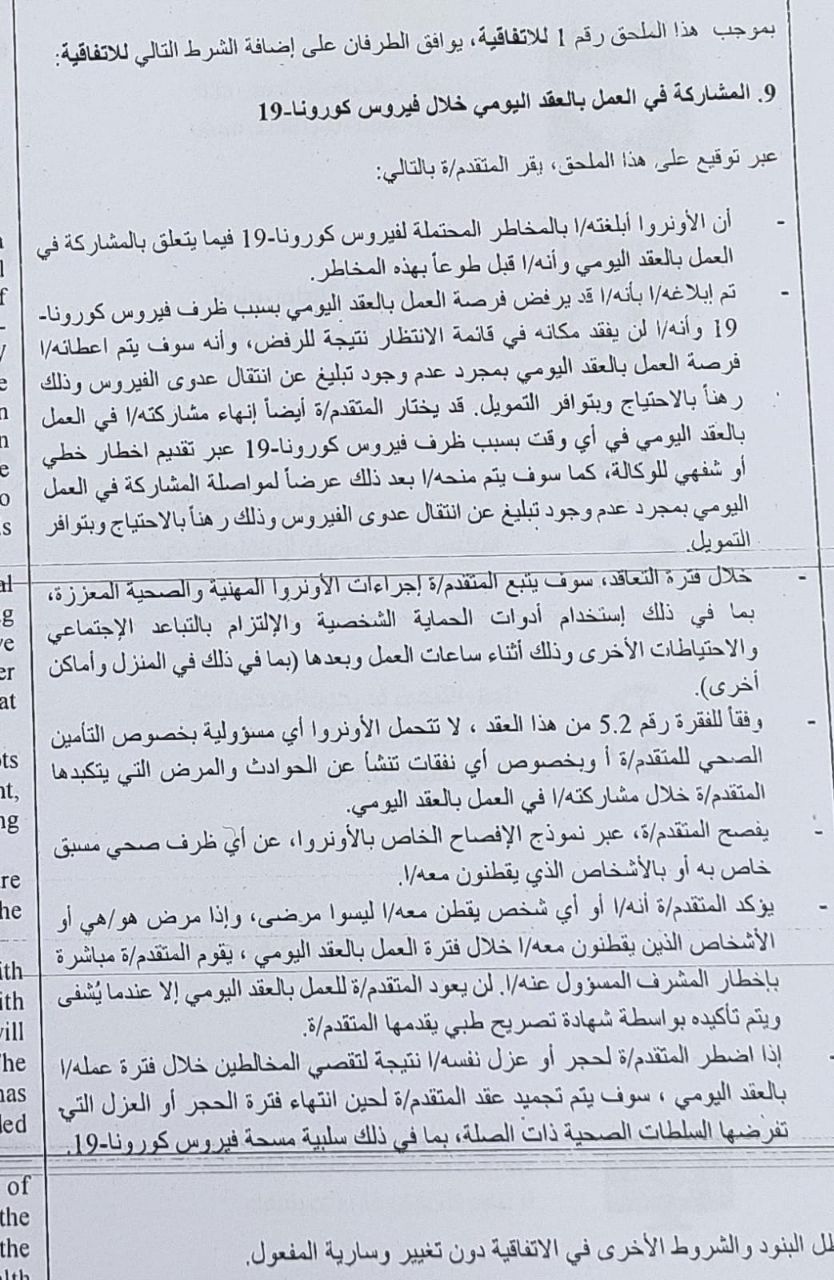 بموجب هذا الملحق رقم 1 للاتفاقية، يوافق الطرفان على إضافة الشرط التالي للاتفاقية:
9. المشاركة في العمل بالعقد اليومي خلال فيروس كورونا-19
عبر توقيع على هذا الملحق، يقر المتقدم/ة بالتالي:
- أن الأونروا أبلغته/ا بالمخاطر المحتملة لفيروس كورونا-19 فيما يتعلق بالمشاركة في
العمل بالعقد اليومي وأنه/ا قبل طوعاً بهذه المخاطر.
- تم إبلاغه/ا بأنه/ا قد يرفض فرصة العمل بالعقد اليومي بسبب ظرف فيروس كورونا-
19 وأنه/ا لن يفقد مكانه في قائمة الانتظار نتيجة للرفض، وأنه سوف يتم اعطائه/ا
فرصة العمل بالعقد اليومي بمجرد عدم وجود تبليغ عن انتقال عدوى الفيروس وذلك
رهناً بالاحتياج وبتوافر التمويل. قد يختار المتقدم/ة أيضاً إنهاء مشاركته/ا في العمل
بالعقد اليومي في أي وقت بسبب ظرف فيروس كورونا-19 عبر تقديم اخطار خطي
أو شفهي للوكالة، كما سوف يتم منحه/ا بعد ذلك عرضاً لمواصلة المشاركة في العمل
اليومي بمجرد عدم وجود تبليغ عن انتقال عدوى الفيروس وذلك رهناً بالاحتياج وبتوافر
التمويل.
- خلال فترة التعاقد، سوف يتبع المتقدم/ة إجراءات الأونروا المهنية والصحية المعززة،
بما في ذلك إستخدام أدوات الحماية الشخصية والإلتزام بالتباعد الإجتماعي
والاحتياطات الأخرى وذلك أثناء ساعات العمل وبعدها (بما في ذلك في المنزل وأماكن
أخرى).
- وفقاً للفقرة رقم 5.2 من هذا العقد ، لا تتحمل الأونروا أي مسؤولية بخصوص التأمين
الصحي للمتقدم/ة أ وبخصوص أي نفقات تنشأ عن الحوادث والمرض التي يتكبدها
المتقدم/ة خلال مشاركته/ا في العمل بالعقد اليومي.
- يفصح المتقدم/ة، عبر نموذج الإفصاح الخاص بالأونروا، عن أي ظرف صحي مسبق
خاص به أو بالأشخاص الذي يقطنون معه/ا.
- يؤكد المتقدم/ة أنه/ا أو أي شخص يقطن معه/ا ليسوا مرضى، وإذا مرض هو/هي أو
الأشخاص الذين يقطنون معه/ا خلال فترة العمل بالعقد اليومي ، يقوم المتقدم/ة مباشرة
بإخطار المشرف المسؤول عنه/ا. لن يعود المتقدم/ة للعمل بالعقد اليومي إلا عندما يُشفى
ويتم تأكيده بواسطة شهادة تصريح طبي يقدمها المتقدم/ة.
- إذا اضطر المتقدم/ة لحجر أو عزل نفسه/ا نتيجة لتقصي المخالطين خلال فترة عمله/ا
بالعقد اليومي ، سوف يتم تجميد عقد المتقدم/ة لحين انتهاء فترة الحجر أو العزل التي
تفرضها السلطات الصحية ذات الصلة، بما في ذلك سلبية مسحة فيروس كورونا-19.
of
the
the
البنود والشروط الأخرى في الاتفاقية دون تغيير وسارية المفعول.